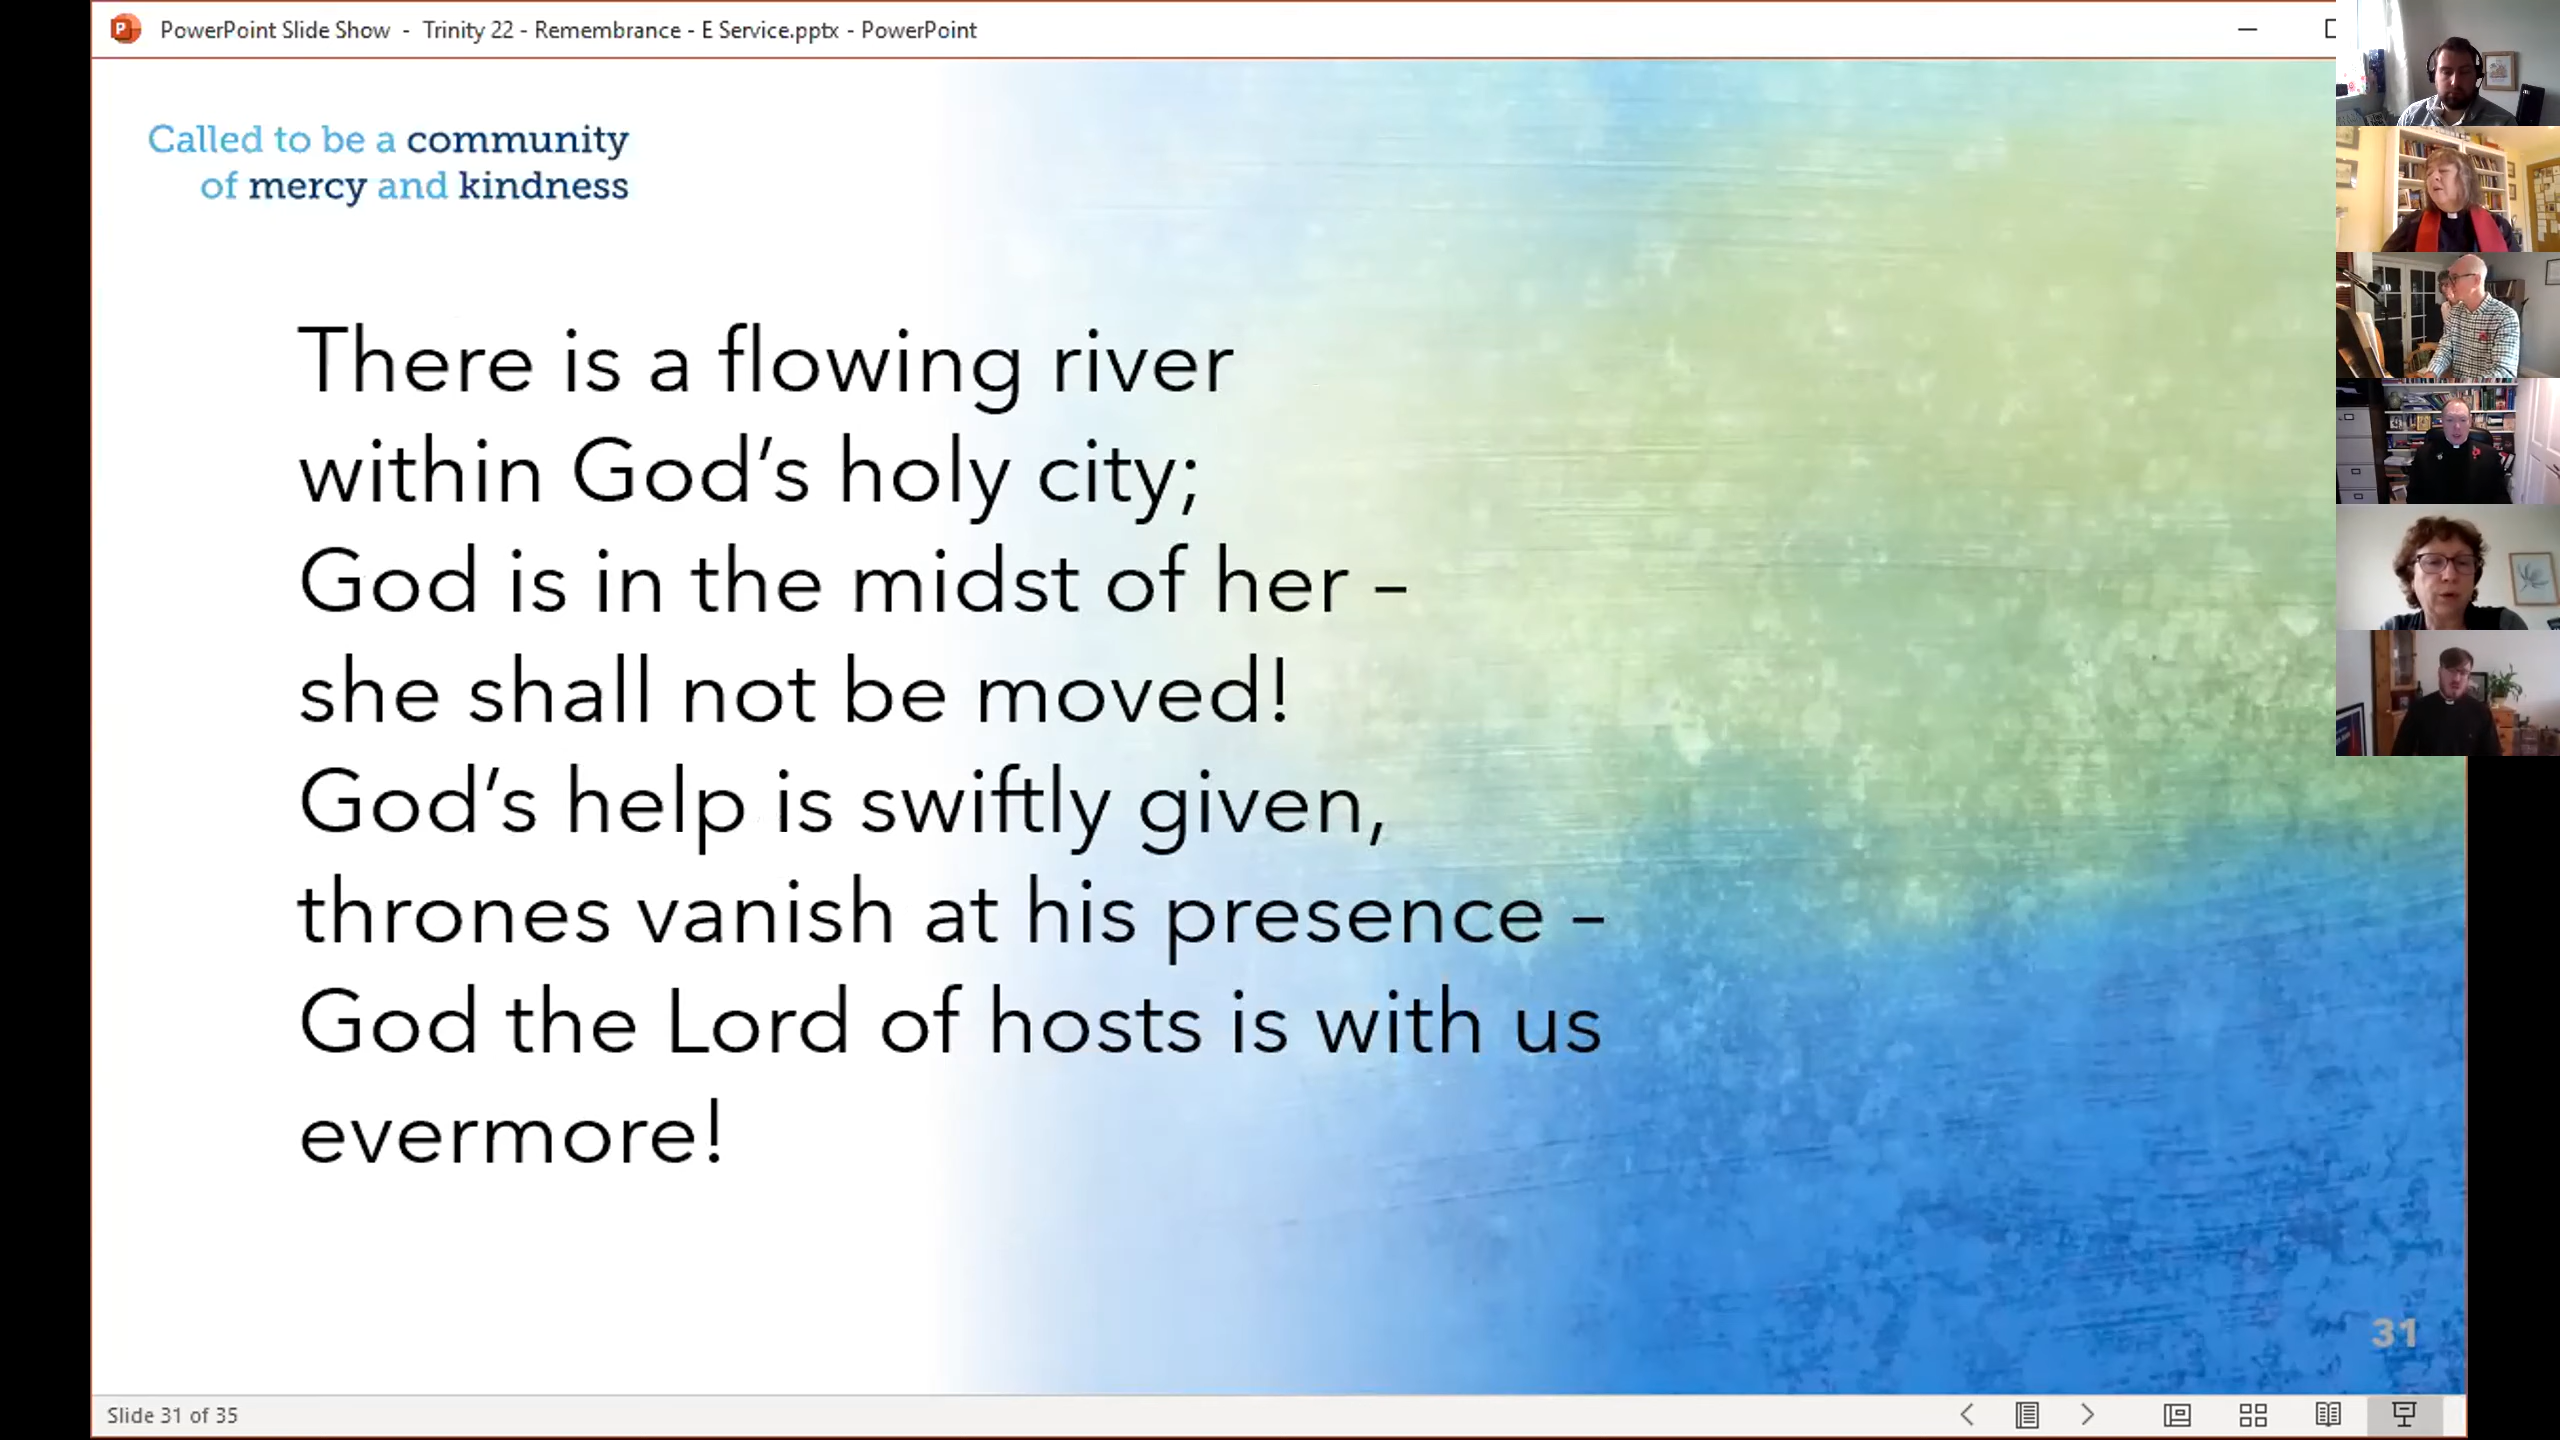 PowerPoint Slide Show - Trinity 22 - Remembrance - E Service.pptx - PowerPoint
Called to be a community
of mercy and kindness
There is a flowing river
within God’s holy city;
God is in the midst of her –
she shall not be moved!
God’s help is swiftly given,
thrones vanish at his presence –
God the Lord of hosts is with us
evermore!
31
Slide 31 of 35